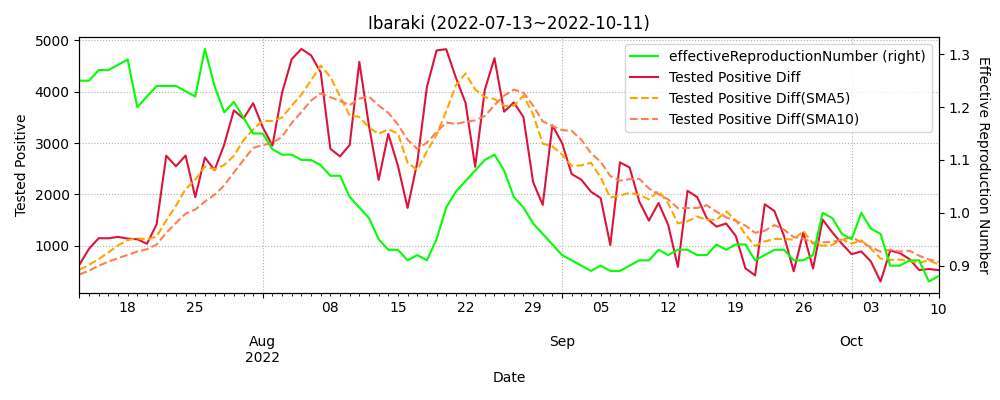 Ibaraki (2022-07-13~2022-10-11)
5000
4000
3000
2000
1000
Tested Positive
effectiveReproductionNumber (right)
Tested Positive Diff
Tested Positive Diff(SMA5)
Tested Positive Diff(SMA10)
1.3
1.2
1.1
1.0
0.9
Effective Reproduction Number
18 25 08 15 22 29 05 12 19 26 03 10
Aug Sep Oct
2022
Date